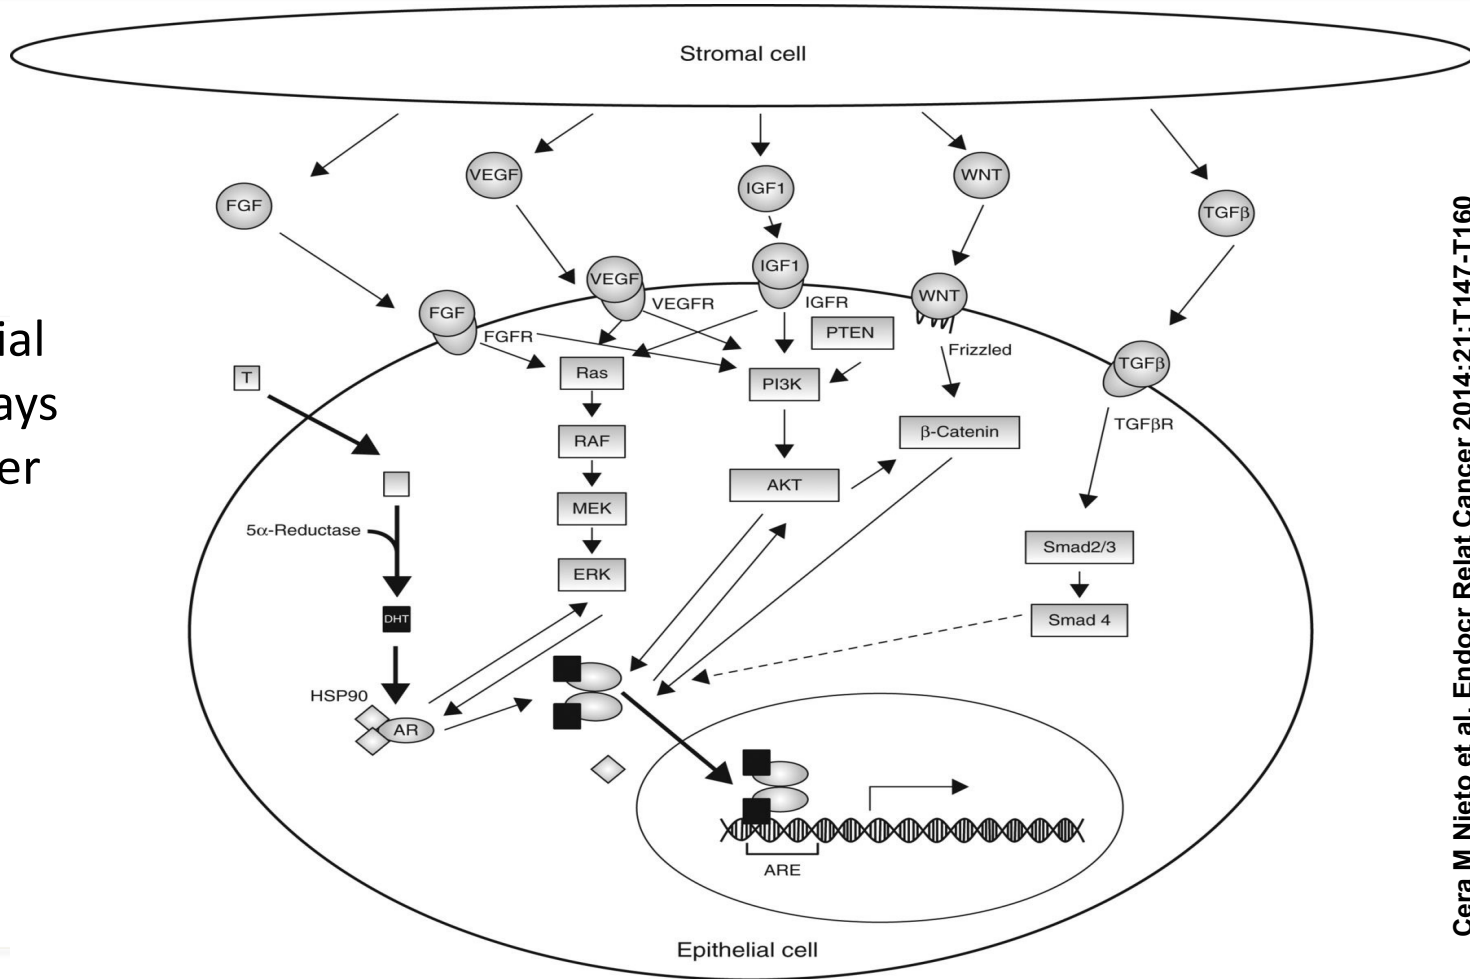 Stromal cell
FGF
VEGF
IGF1
WNT
TGFβ
FGF
FGFR
VEGF
VEGFR
IGF1
IGFR
WNT
Frizzled
TGFβ
TGFβR
PTEN
T
Ras
PI3K
RAF
β-Catenin
AKT
MEK
5α-Reductase
ERK
Smad2/3
DHT
Smad 4
HSP90
AR
ARE
Epithelial cell
ial
ays
er
Cera M Nieto et al. Endocr Relat Cancer 2014;21:T147-T160